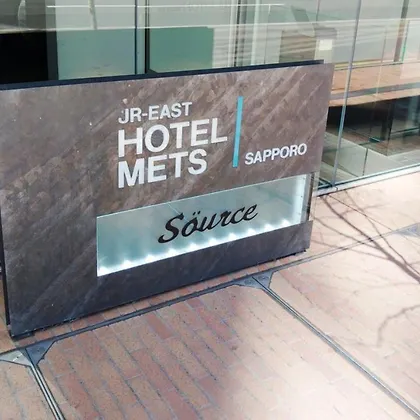 JR-EAST
HOTEL
METS
SAPPORO
Söurce